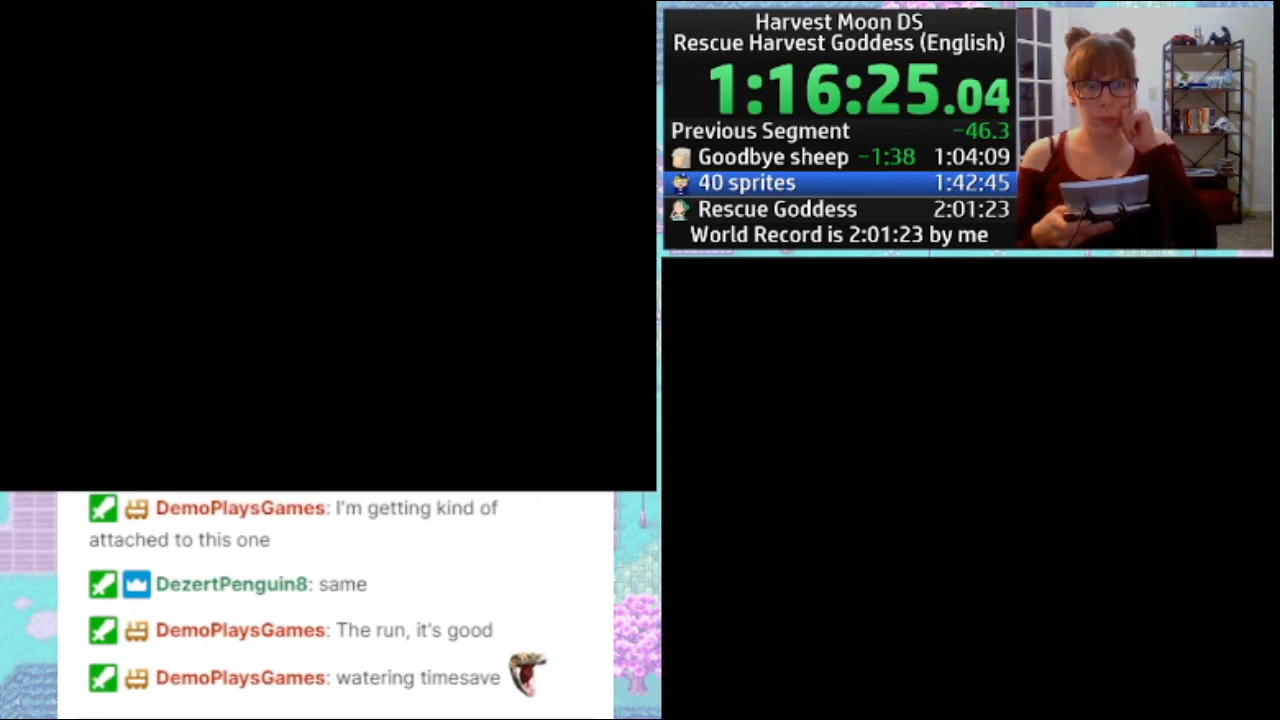 Harvest Moon DS
Rescue Harvest Goddess (English)
1:16:25.04
Previous Segment -46.3
Goodbye sheep -1:38 1:04:09
40 sprites 1:42:45
Rescue Goddess 2:01:23
World Record is 2:01:23 by me
DemoPlaysGames: I'm getting kind of
attached to this one
DezertPenguin8: same
DemoPlaysGames: The run, it's good
DemoPlaysGames: watering timesave